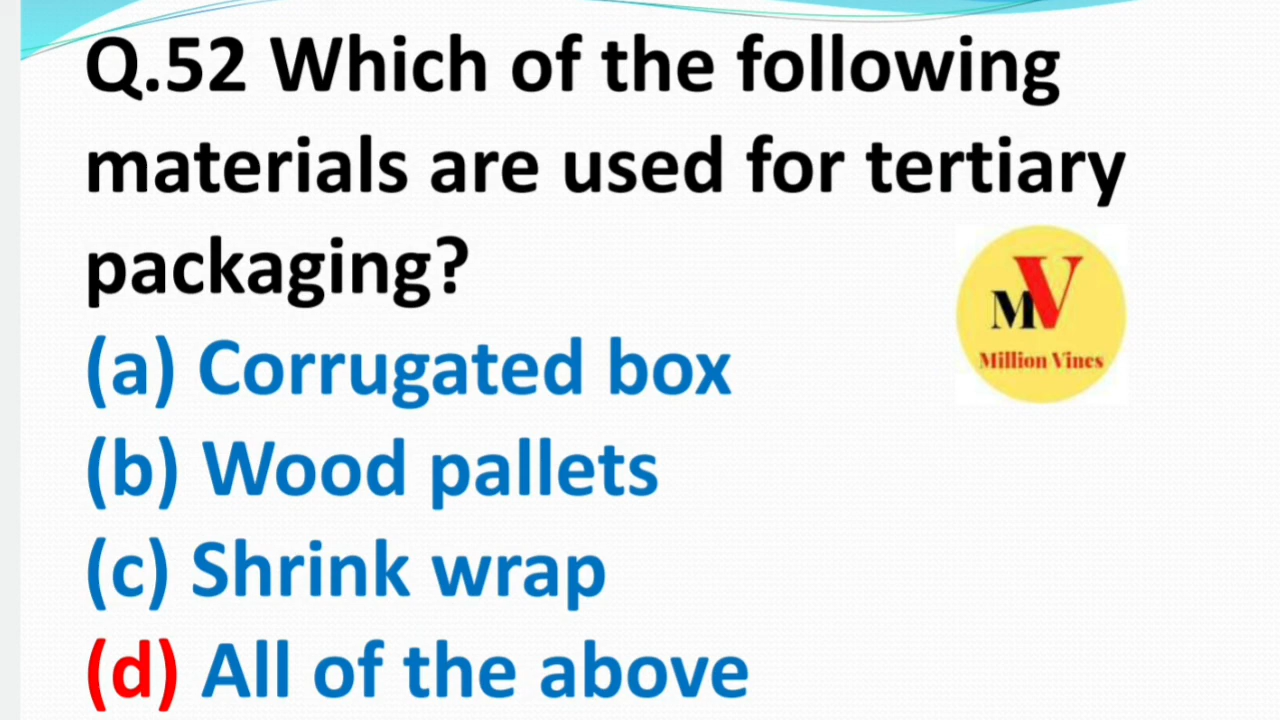 Q.52 Which of the following
materials are used for tertiary
packaging?
MV
Million Vines
(a) Corrugated box
(b) Wood pallets
(c) Shrink wrap
(d) All of the above